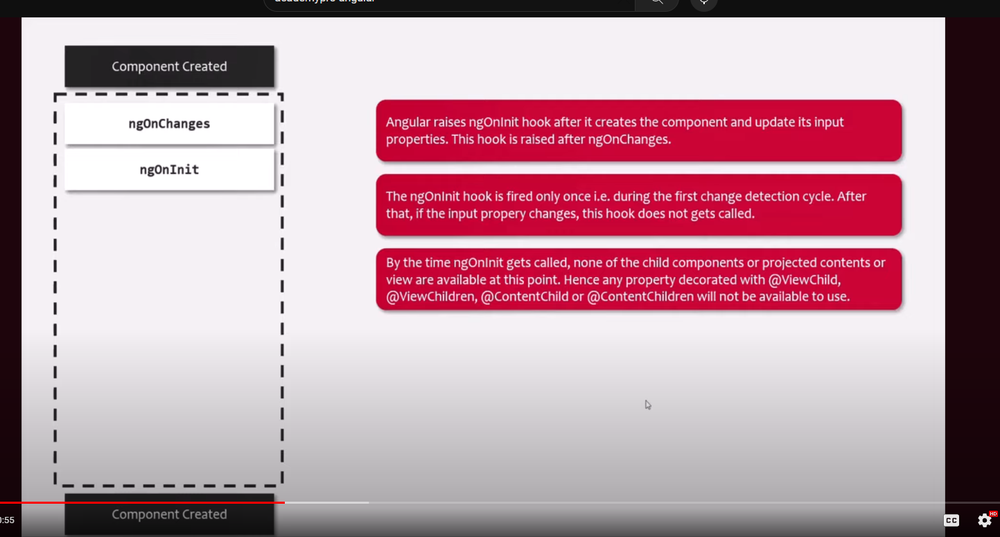 Component Created
ngOnChanges
ngOnInit
Angular raises ngOnInit hook after it creates the component and update its input
properties. This hook is raised after ngOnChanges.
The ngOnInit hook is fired only once i.e. during the first change detection cycle. After
that, if the input propery changes, this hook does not gets called.
By the time ngOnInit gets called, none of the child components or projected contents or
view are available at this point. Hence any property decorated with @ViewChild,
@ViewChildren, @ContentChild or @ContentChildren will not be available to use.
Component Created
:55
CC
HD